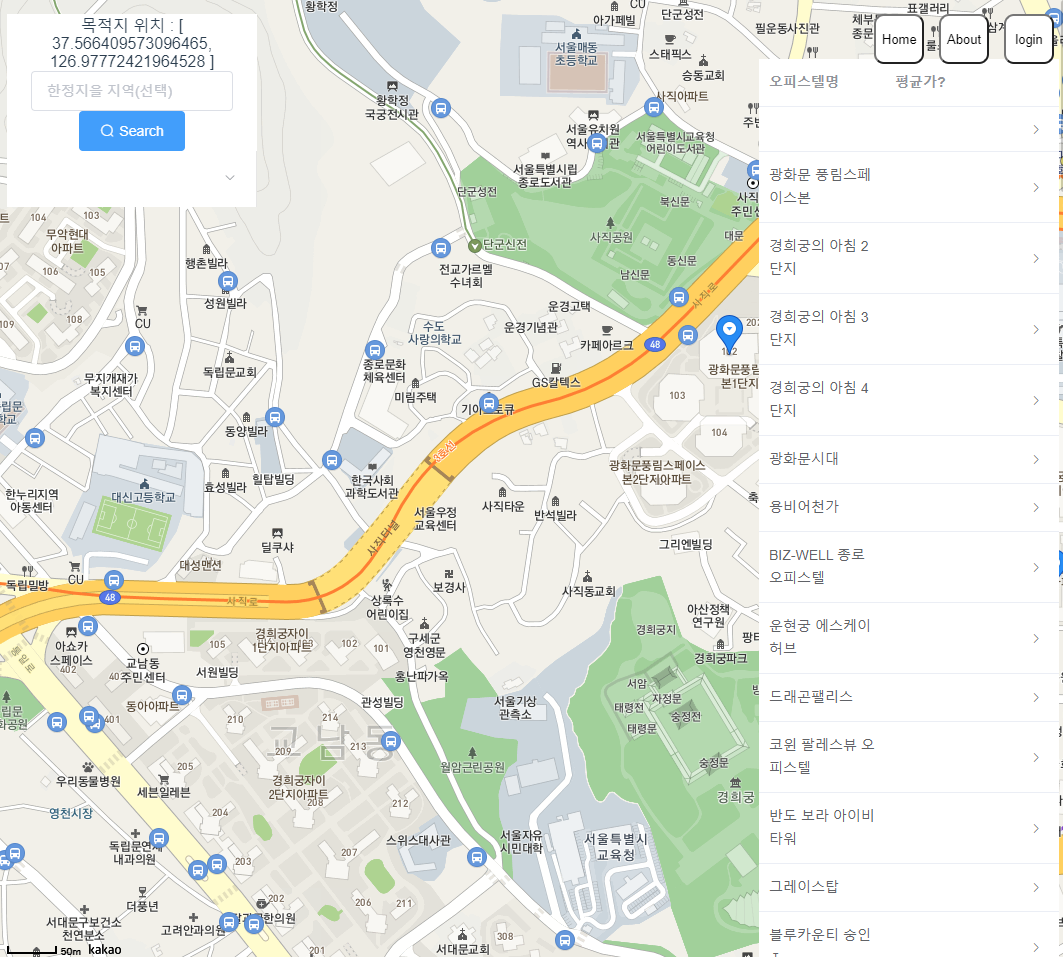 목적지 위치 : [
37.566409573096465,
126.97772421964528 ]
한정지을 지역(선택)
Search
Home
About
login
오피스텔명
평균가?
광화문 풍림스페
이스본
경희궁의 아침 2
단지
경희궁의 아침 3
단지
경희궁의 아침 4
단지
광화문시대
용비어천가
BIZ-WELL 종로
오피스텔
운현궁 에스케이
허브
드래곤팰리스
코윈 팰레스뷰 오
피스텔
반도 보라 아이비
타워
그레이스탑
블루카운티 숭인
황학정
CU
아가페빌
단군성전
필운동사진관
표갤러리
서울매동
초등학교
스태픽스
승동교회
황학정
국궁전시관
사직아파트
서울유치원
서울특별시교육청
어린이도서관
서울특별시립
종로도서관
단군성전
북신문
사직공원
대문
단군신전
동신문
남신문
전교가르멜
수녀회
104
103
무악현대
아파트
105
106
행촌빌라
성원빌라
CU
108
109
수도
사랑의학교
운경고택
운경기념관
카페아르크
48
사직로
독립문교회
종로문화
체육센터
미림주택
GS칼텍스
무지개재가
복지센터
103
104
동양빌라
광화문풍림스페이스
본2단지아파트
한국사회
과학도서관
대신고등학교
효성빌라
힐탑빌딩
한누리지역
아동센터
서울우정
교육센터
사직타운
반석빌라
사직터널
딜쿠샤
그리엔빌딩
대성맨션
독립밀방
CU
48
사직로
보경사
사직동교회
상록수
어린이집
아산정책
연구원
아쇼카
스페이스
402
교남동
주민센터
105
경희궁자이
1단지아파트
102
101
구세군
영천영문
경희궁지
경희궁파크
서원빌딩
홍난파가옥
동아아파트
관성빌딩
서울기상
관측소
서암
자정문
태령전
숭정전
태령문
숭정문
경희궁
401
210
214
교남동
213
209
월암근린공원
우리동물병원
205
세븐일레븐
204
경희궁자이
2단지아파트
208
212
영천시장
독립문연세
내과의원
스위스대사관
서울자유
시민대학
서울특별시
교육청
207
더풍년
206
211
202
서대문구보건소
천연분소
고려안과의원
201
서대문교회
308
50m kakao